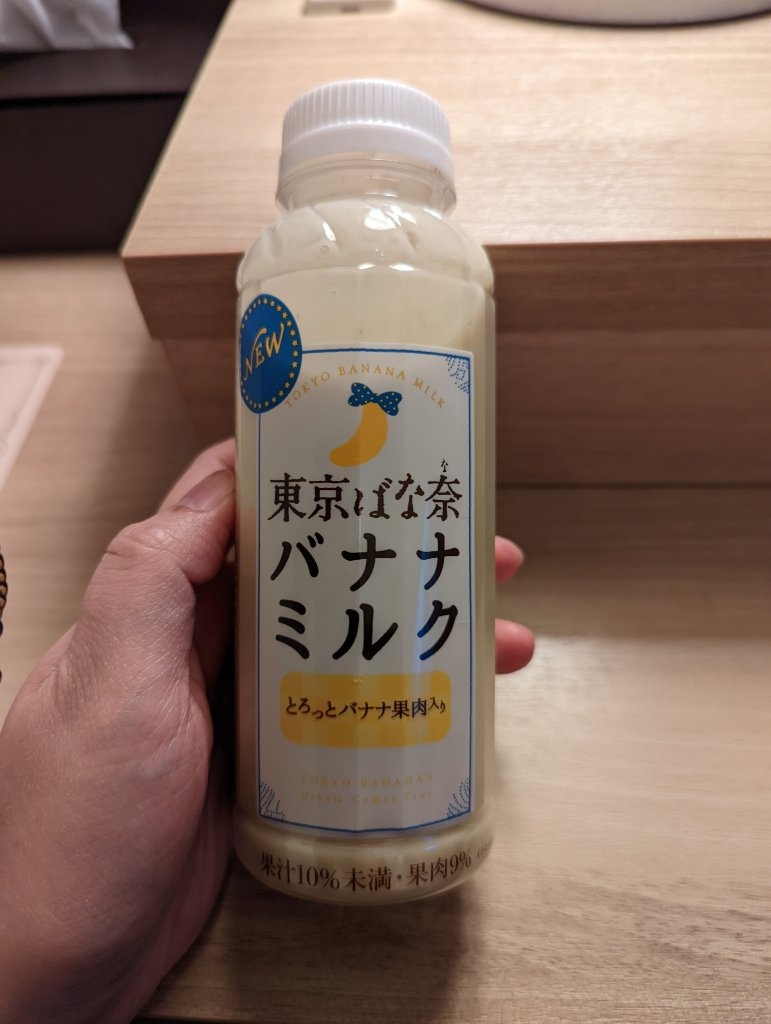 NEW
TOKYO BANANA MILK
な
東京ばな奈
バナナ
ミルク
とろっとバナナ果肉入り
TOKYO BANANA'S
Dream Comes True
果汁10%未満・果肉9%